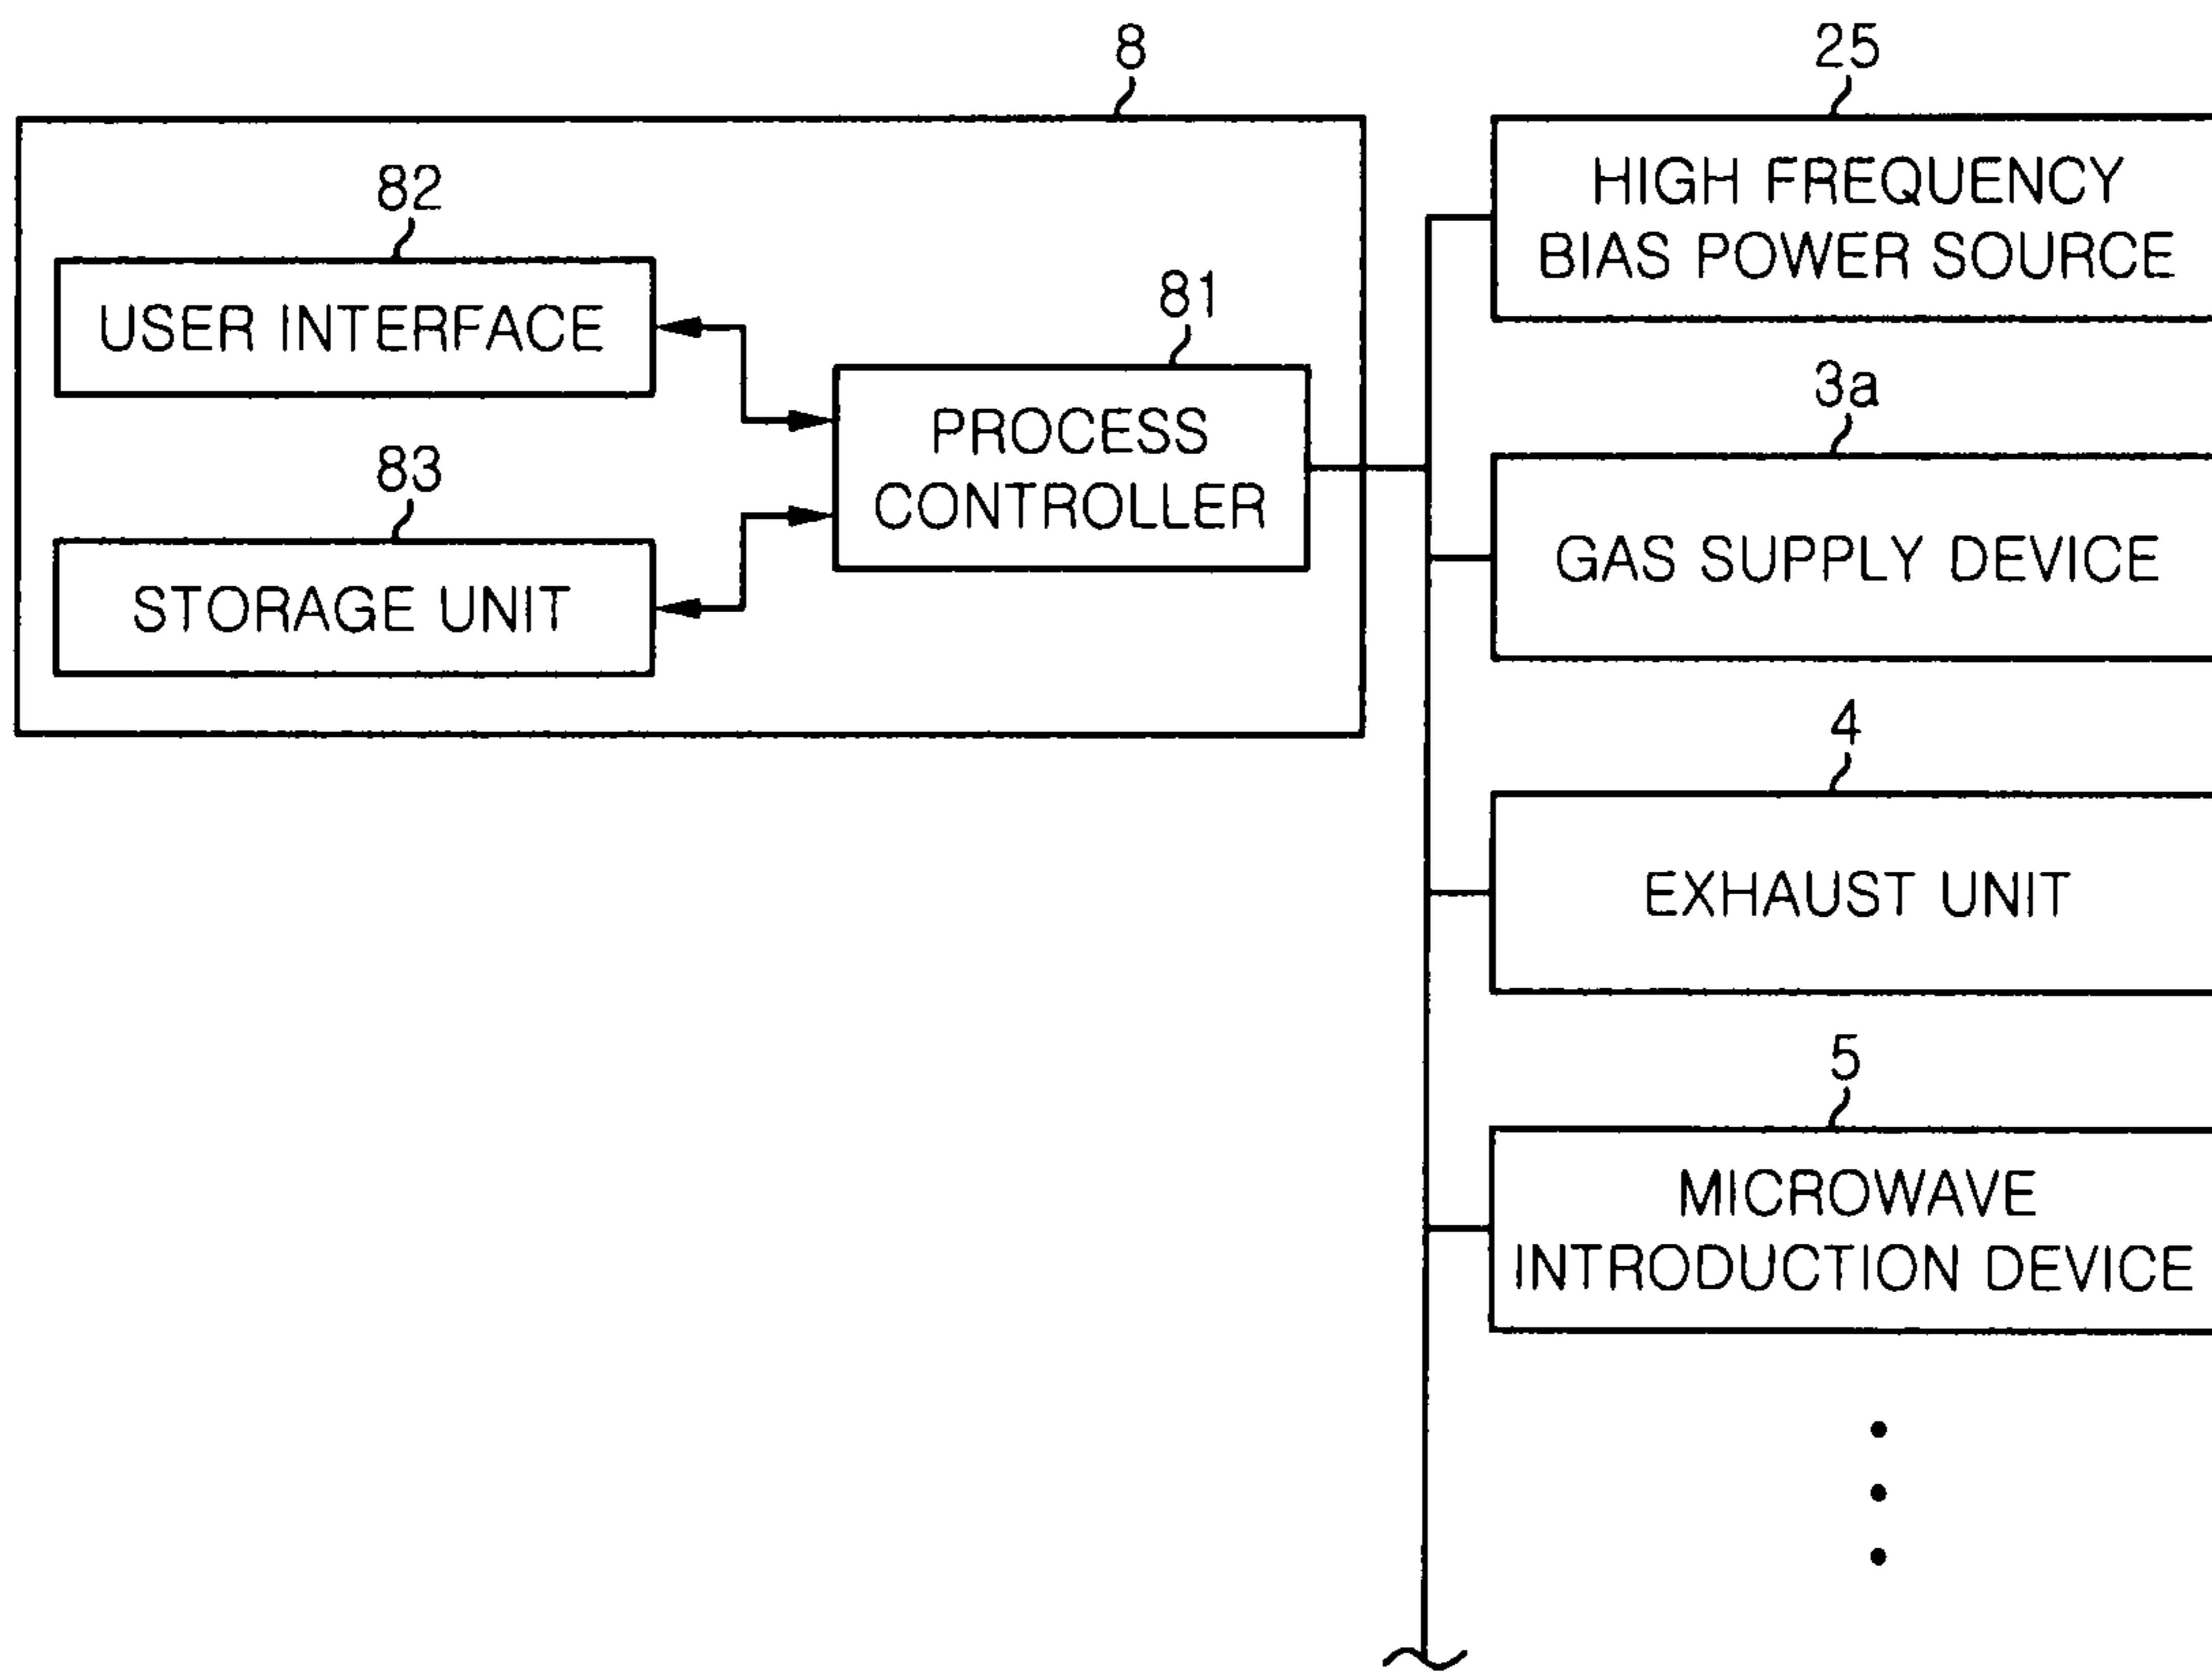 8
82
USER INTERFACE
81
PROCESS
CONTROLLER
83
STORAGE UNIT
25
HIGH FREQUENCY
BIAS POWER SOURCE
3a
GAS SUPPLY DEVICE
4
EXHAUST UNIT
5
MICROWAVE
INTRODUCTION DEVICE